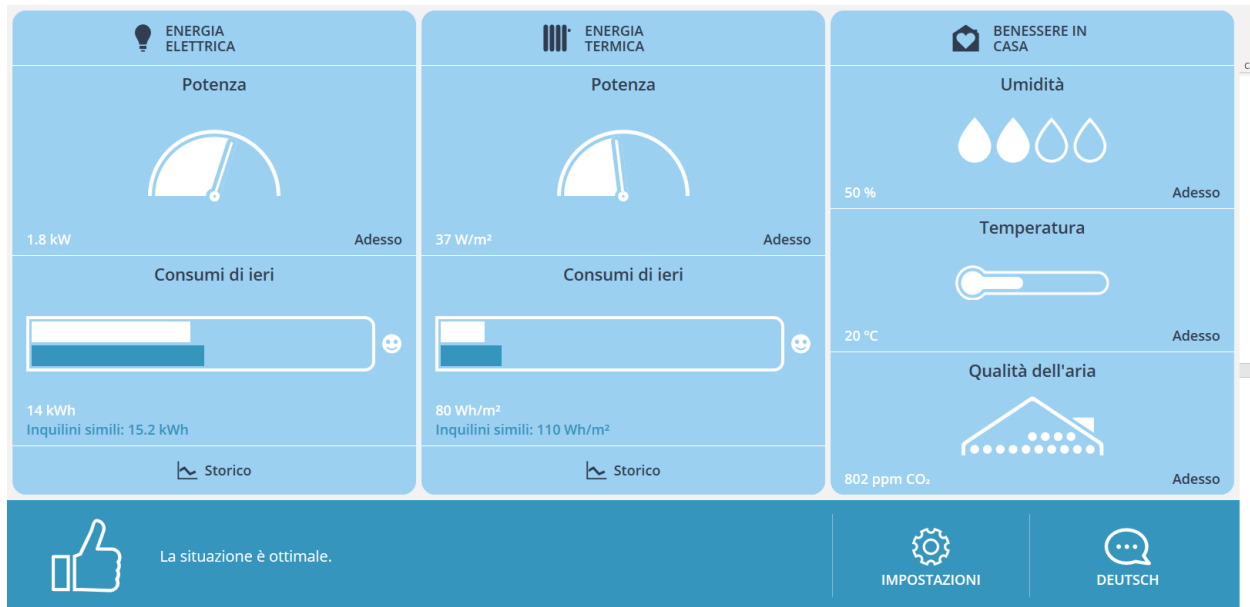 ENERGIA
ELETTRICA
Potenza
1.8 kW
Adesso
Consumi di ieri
14 kWh
Inquilini simili: 15.2 kWh
Storico
ENERGIA
TERMICA
Potenza
37 W/m²
Adesso
Consumi di ieri
80 Wh/m²
Inquilini simili: 110 Wh/m²
Storico
BENESSERE IN
CASA
Umidità
50 %
Adesso
Temperatura
20 °C
Adesso
Qualità dell'aria
802 ppm CO₂
Adesso
La situazione è ottimale.
IMPOSTAZIONI
DEUTSCH